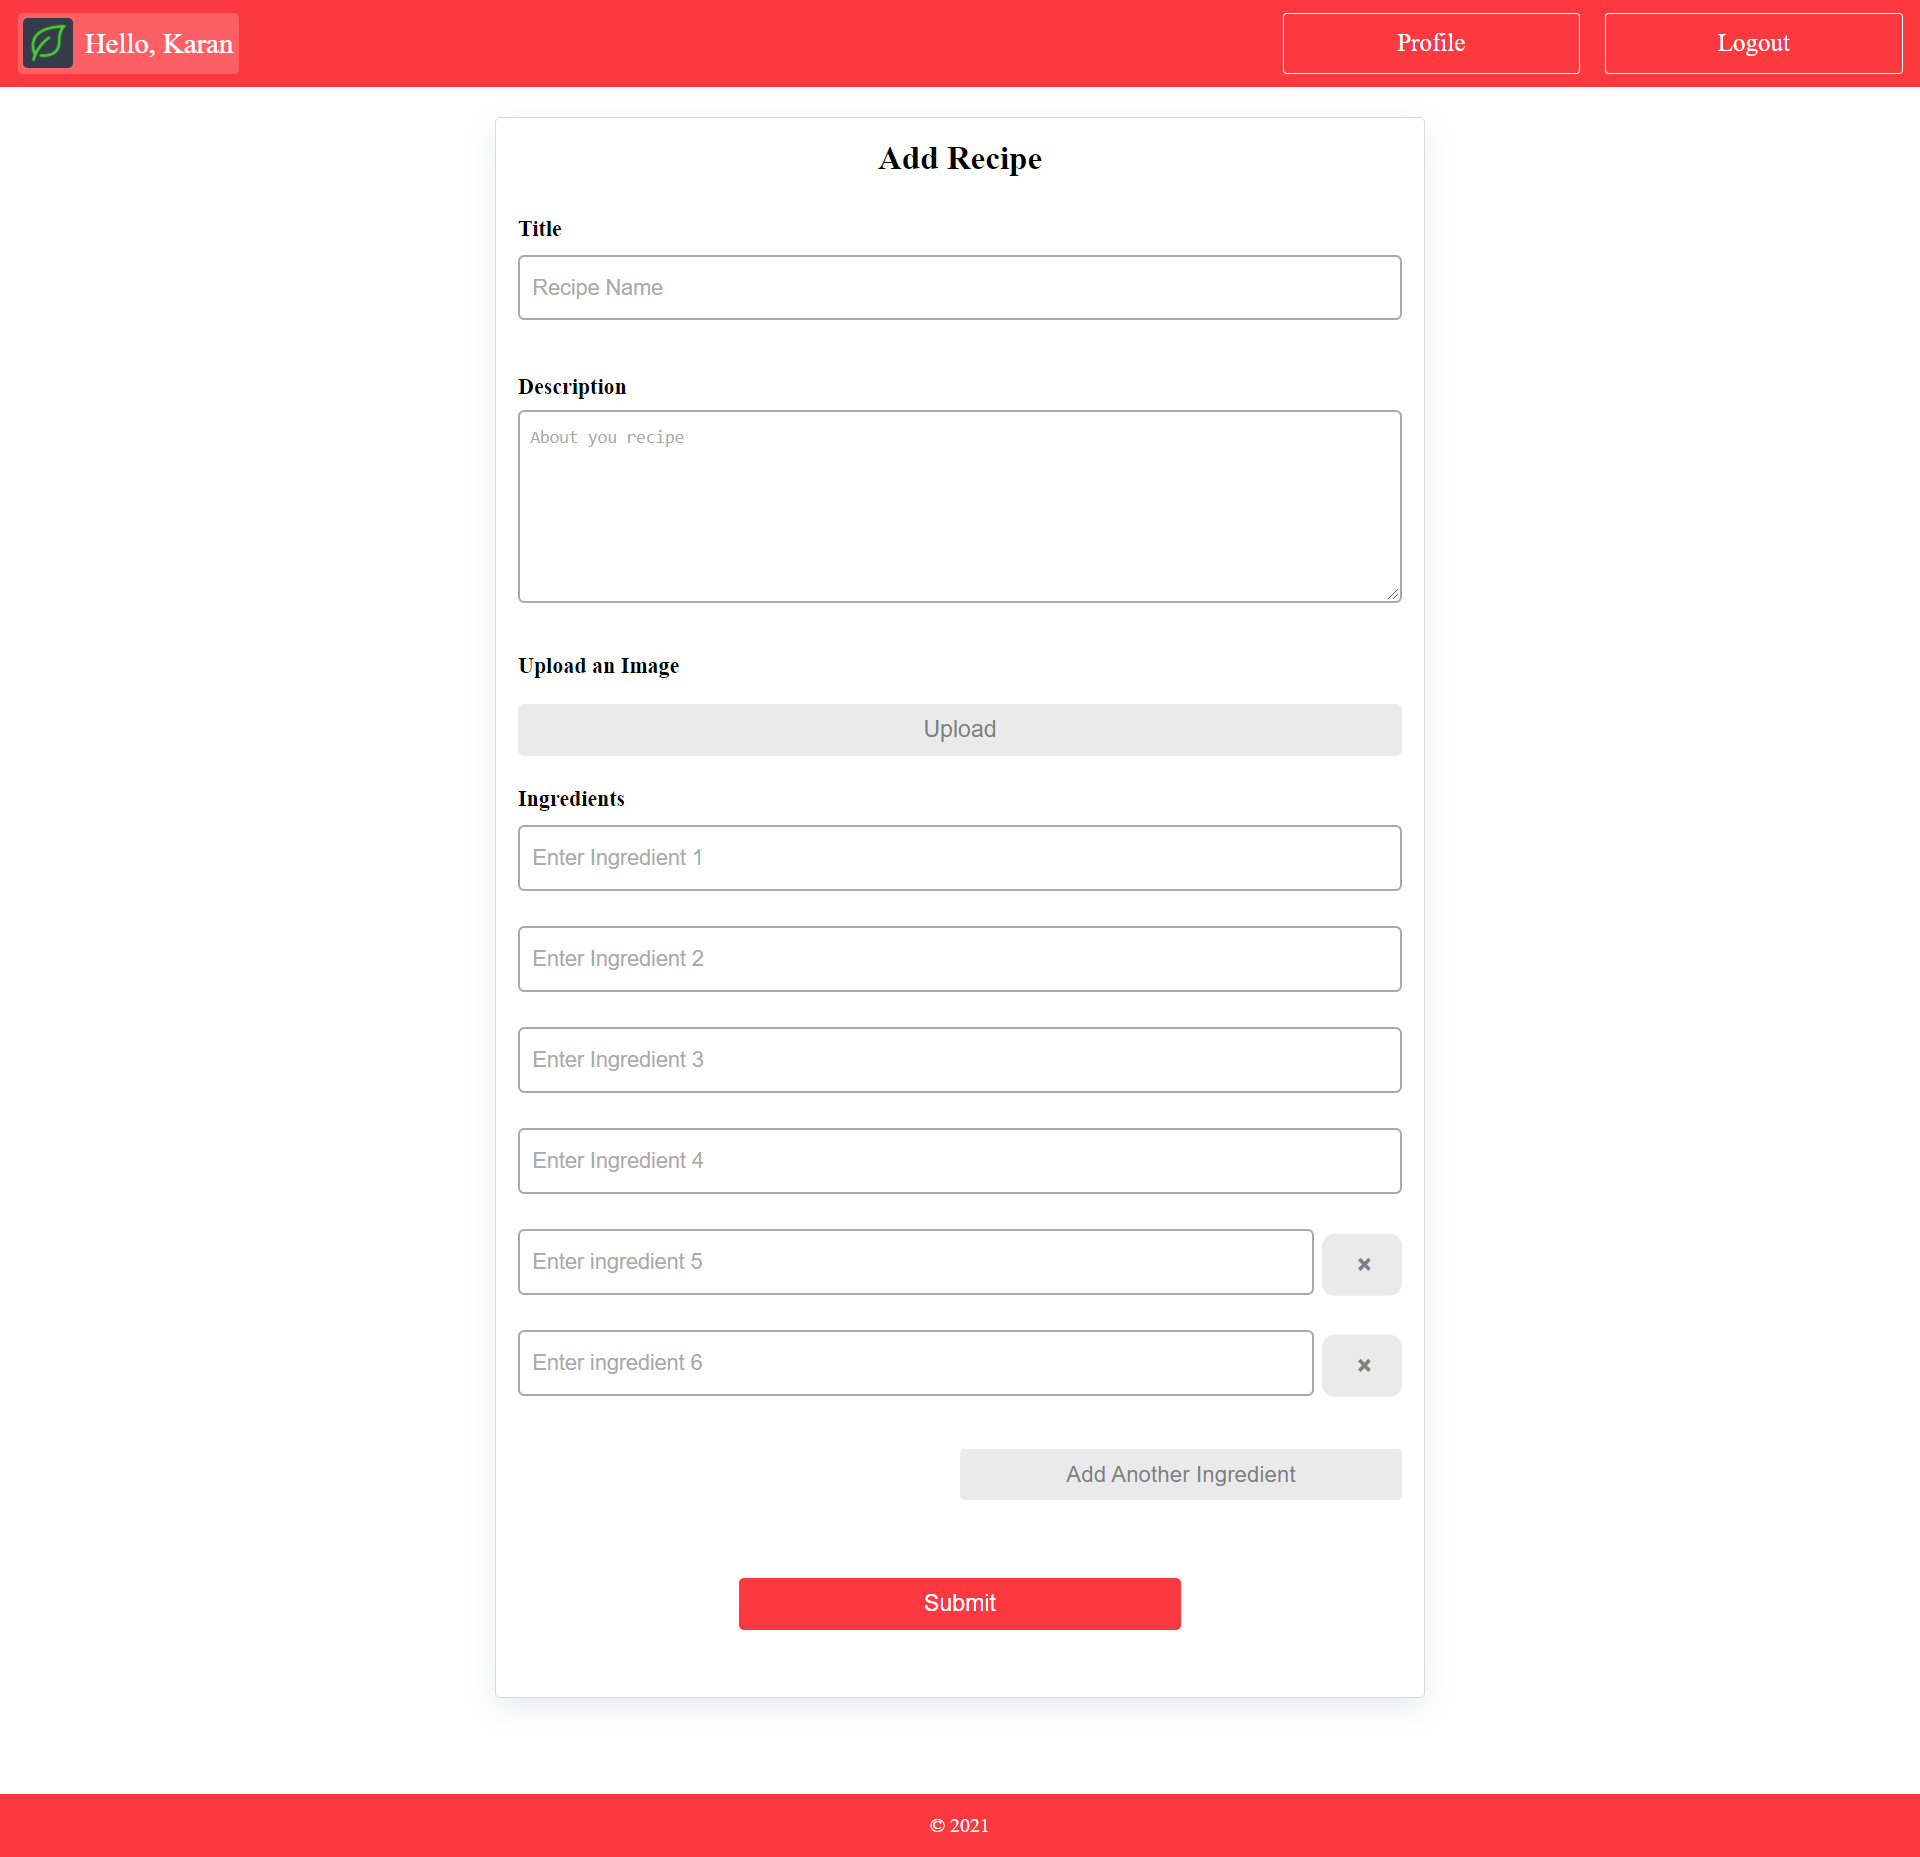 Hello, Karan
Profile
Logout
Add Recipe
Title
Recipe Name
Description
About you recipe
Upload an Image
Upload
Ingredients
Enter Ingredient 1
Enter Ingredient 2
Enter Ingredient 3
Enter Ingredient 4
Enter ingredient 5
×
Enter ingredient 6
×
Add Another Ingredient
Submit
© 2021